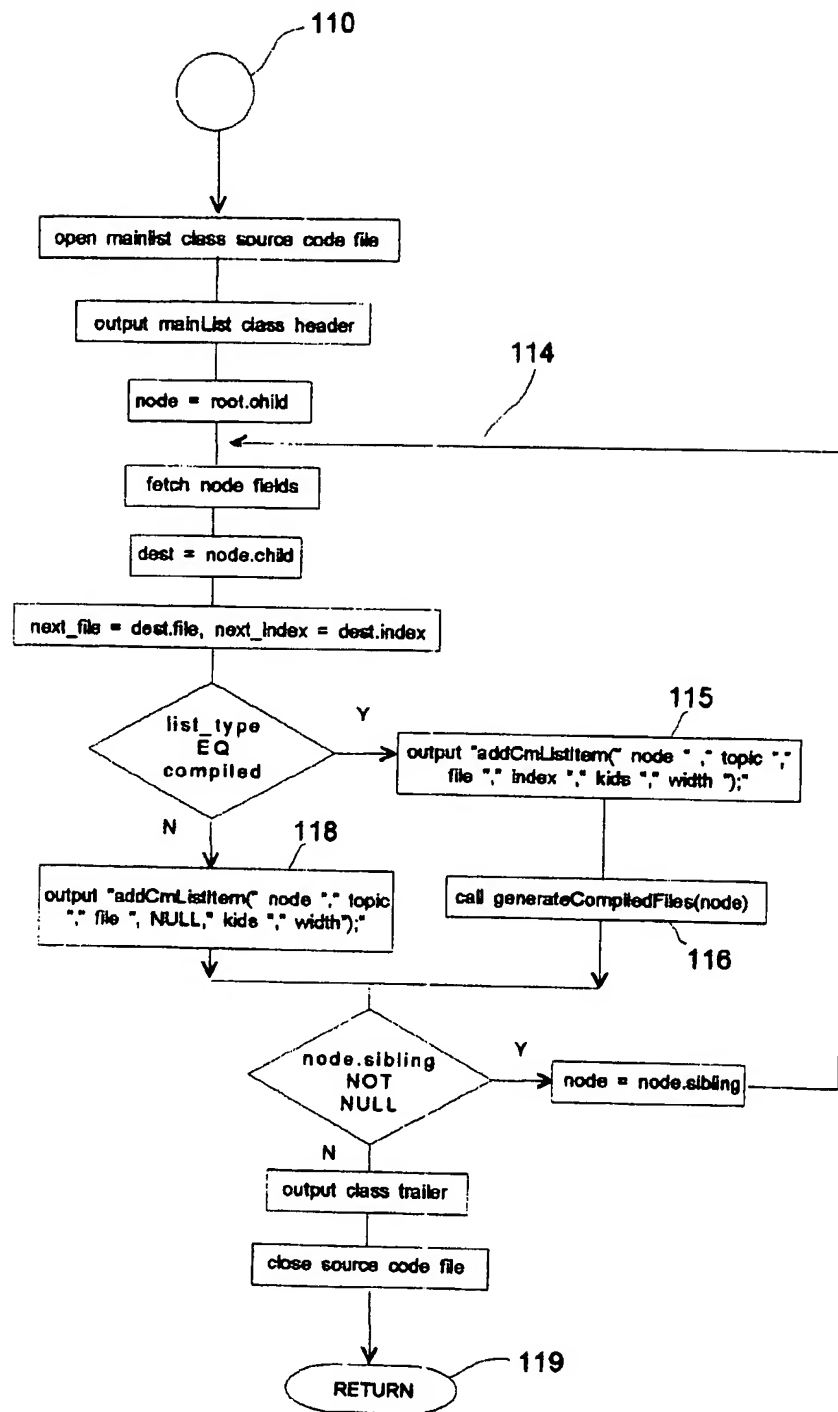 110
open mainlist class source code file
output mainList class header
114
node = root.child
fetch node fields
dest = node.child
next_file = dest.file, next_index = dest.index
list_type
EQ
compiled
Y
N
115
output "addCmListItem(" node " ," topic ","
file "," index "," kids "," width ");"
118
output "addCmListItem(" node "," topic
"," file ", NULL," kids "," width");"
call generateCompiledFiles(node)
116
node.sibling
NOT
NULL
Y
node = node.sibling
N
output class trailer
close source code file
119
RETURN